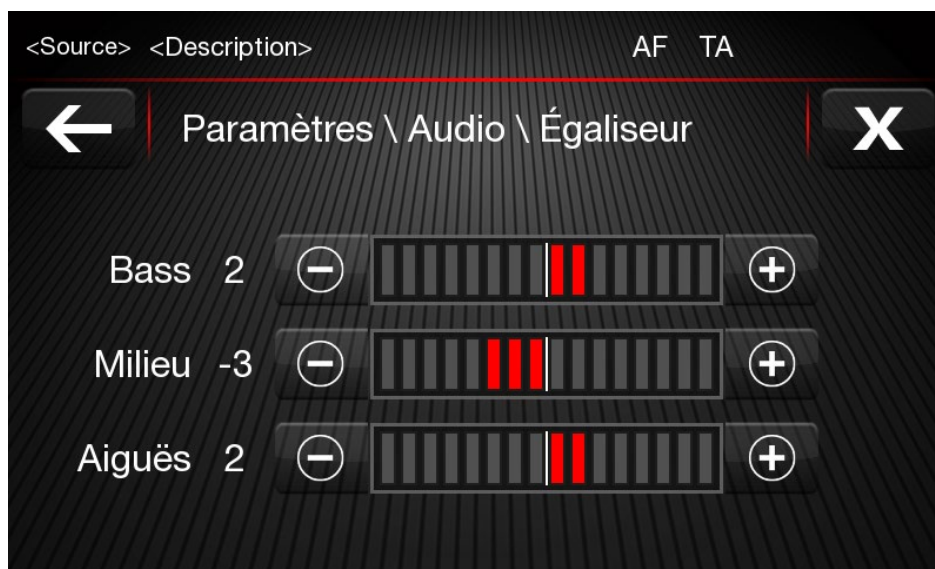 <Source> <Description> AF TA
Paramètres \ Audio \ Égaliseur X
Bass 2
Milieu -3
Aiguës 2